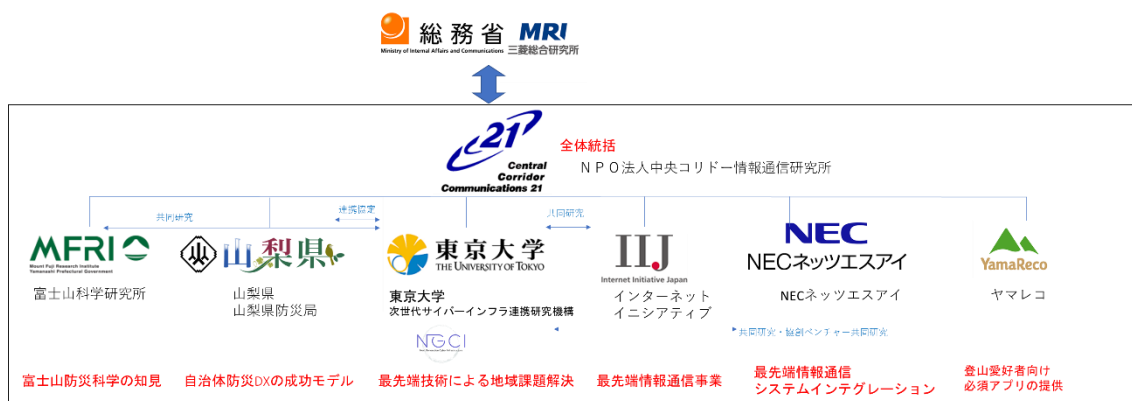 総務省
Ministry of Internal Affairs and Communications
MRI
三菱総合研究所
21
Central
Corridor
Communications 21
全体統括
ＮＰＯ法人中央コリドー情報通信研究所
共同研究
連携協定
共同研究
MFRI
Mount Fuji Research Institute
Yamanashi Prefectural Government
富士山科学研究所
山梨県
山梨県
山梨県防災局
東京大学
THE UNIVERSITY OF TOKYO
東京大学
次世代サイバーインフラ連携研究機構
NGCI
IIJ
Internet Initiative Japan
インターネット
イニシアティブ
NEC
NECネッツエスアイ
NECネッツエスアイ
YamaReco
ヤマレコ
共同研究・協創ベンチャー共同研究
富士山防災科学の知見
自治体防災DXの成功モデル
最先端技術による地域課題解決
最先端情報通信事業
最先端情報通信
システムインテグレーション
登山愛好者向け
必須アプリの提供